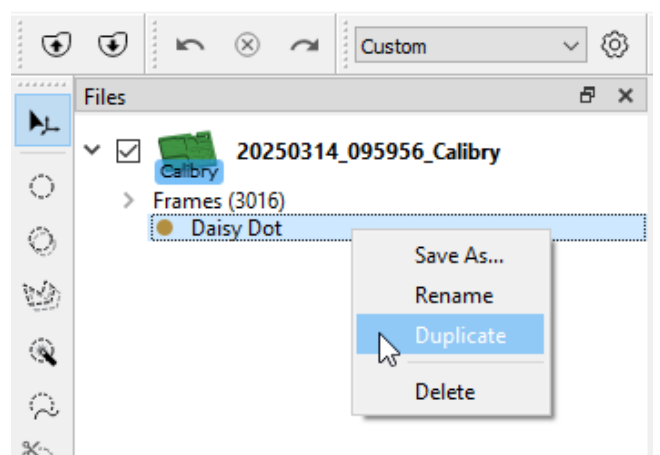 Custom
Files
20250314_095956_Calibry
Calibry
Frames (3016)
Daisy Dot
Save As...
Rename
Duplicate
Delete